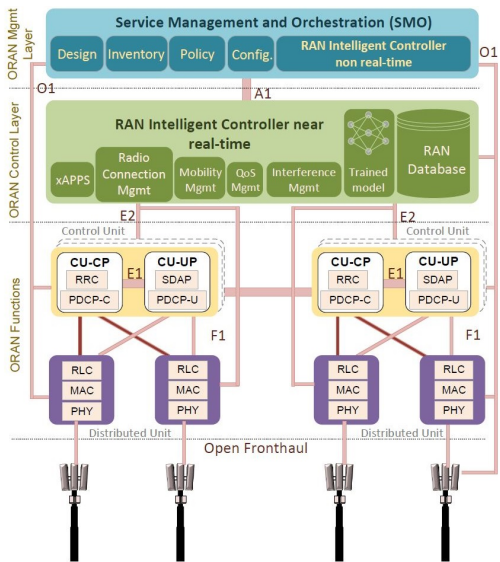 ORAN Mgmt
Layer
Service Management and Orchestration (SMO)
Design
Inventory
Policy
Config.
RAN Intelligent Controller
non real-time
O1
O1
A1
ORAN Control Layer
RAN Intelligent Controller near
real-time
xAPPS
Radio
Connection
Mgmt
Mobility
Mgmt
QoS
Mgmt
Interference
Mgmt
Trained
model
RAN
Database
E2
E2
ORAN Functions
Control Unit
CU-CP
RRC
PDCP-C
E1
CU-UP
SDAP
PDCP-U
Control Unit
CU-CP
RRC
PDCP-C
E1
CU-UP
SDAP
PDCP-U
F1
F1
RLC
MAC
PHY
RLC
MAC
PHY
RLC
MAC
PHY
RLC
MAC
PHY
Distributed Unit
Distributed Unit
Open Fronthaul